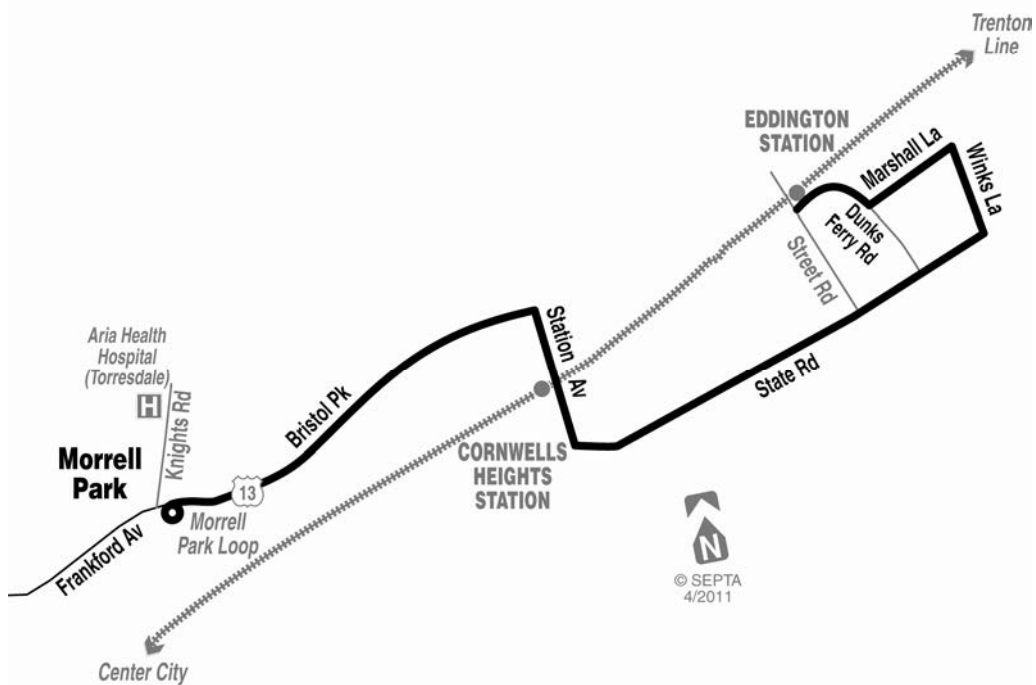 Trenton
Line
EDDINGTON
STATION
Marshall La
Winks La
Dunks
Ferry Rd
Street Rd
Station Av
State Rd
Aria Health
Hospital
(Torresdale)
H
Knights Rd
Bristol Pk
CORNWELLS
HEIGHTS
STATION
Morrell
Park
13
Morrell
Park Loop
Frankford Av
N
© SEPTA
4/2011
Center City